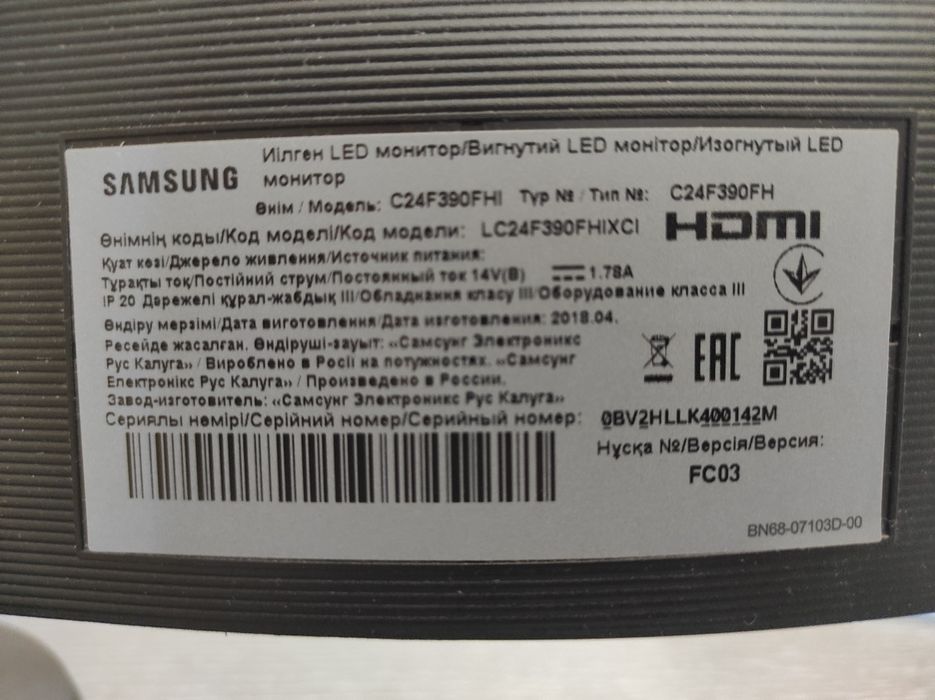 SAMSUNG
Иілген LED монитор/Вигнутий LED монітор/Изогнутый LED
монитор
Өнім / Модель: C24F390FHI Түр № / Тип №: C24F390FH
Өнімнің коды/Код моделі/Код модели: LC24F390FHIXCI
HDMI
Қуат көзі/Джерело живлення/Источник питания:
Тұрақты ток/Постійний струм/Постоянный ток 14V(B) 1.78A
IP 20 Дәрежелі құрал-жабдық III/Обладнання класу III/Оборудование класса III
Өндіру мерзімі/Дата виготовлення/Дата изготовления: 2018.04.
Ресейде жасалған. Өндіруші-зауыт: «Самсунг Электроникс
Рус Калуга» / Вироблено в Росії на потужностях. «Самсунг
Електронікс Рус Калуга» / Произведено в России.
Завод-изготовитель: «Самсунг Электроникс Рус Калуга»
EAC
Сериялы нөмірі/Серійний номер/Серийный номер: 0BV2HLLK400142M
Нұсқа №/Версія/Версия:
FC03
BN68-07103D-00